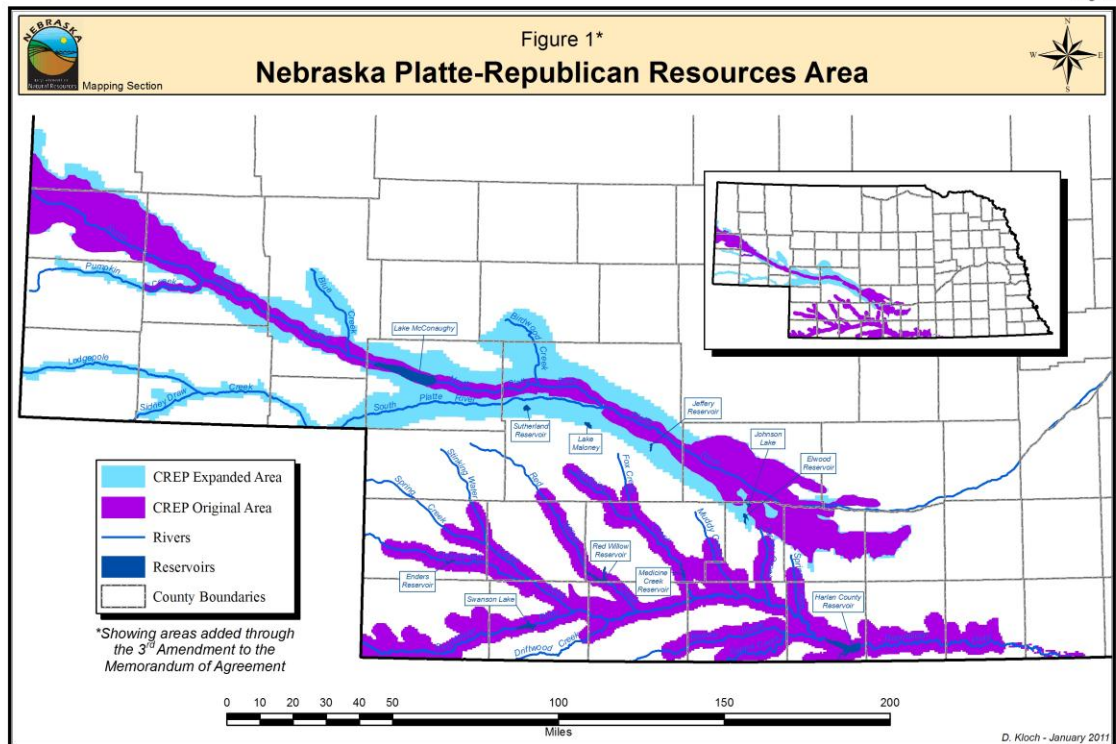 NEBRASKA
Natural Resources
Mapping Section
Figure 1*
Nebraska Platte-Republican Resources Area
N
W
E
S
Pumpkin
Creek
Blue
Creek
Lake McConaughy
Birdwood
Creek
Lodgepole
Creek
Sidney Draw
South Platte River
Sutherland
Reservoir
Lake
Maloney
Jeffery
Reservoir
Johnson
Lake
Elwood
Reservoir
Stinking Water
Spring
Creek
Red
Fox Creek
Muddy
Enders
Reservoir
Red Willow
Reservoir
Medicine
Creek
Reservoir
Swanson Lake
Harlan County
Reservoir
Driftwood Creek
CREP Expanded Area
CREP Original Area
Rivers
Reservoirs
County Boundaries
*Showing areas added through
the 3rd Amendment to the
Memorandum of Agreement
0 10 20 30 40 50 100 150 200
Miles
D. Kloch - January 2011